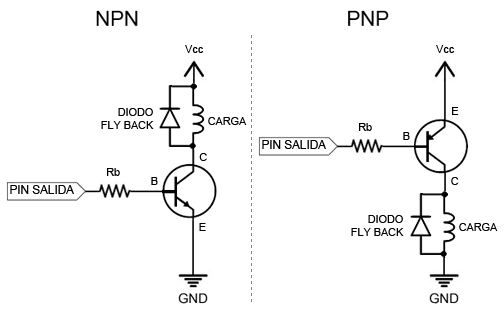 NPN
Vcc
DIODO
FLY BACK
CARGA
C
Rb
PIN SALIDA
B
E
GND
PNP
Vcc
E
Rb
B
PIN SALIDA
C
DIODO
FLY BACK
CARGA
GND